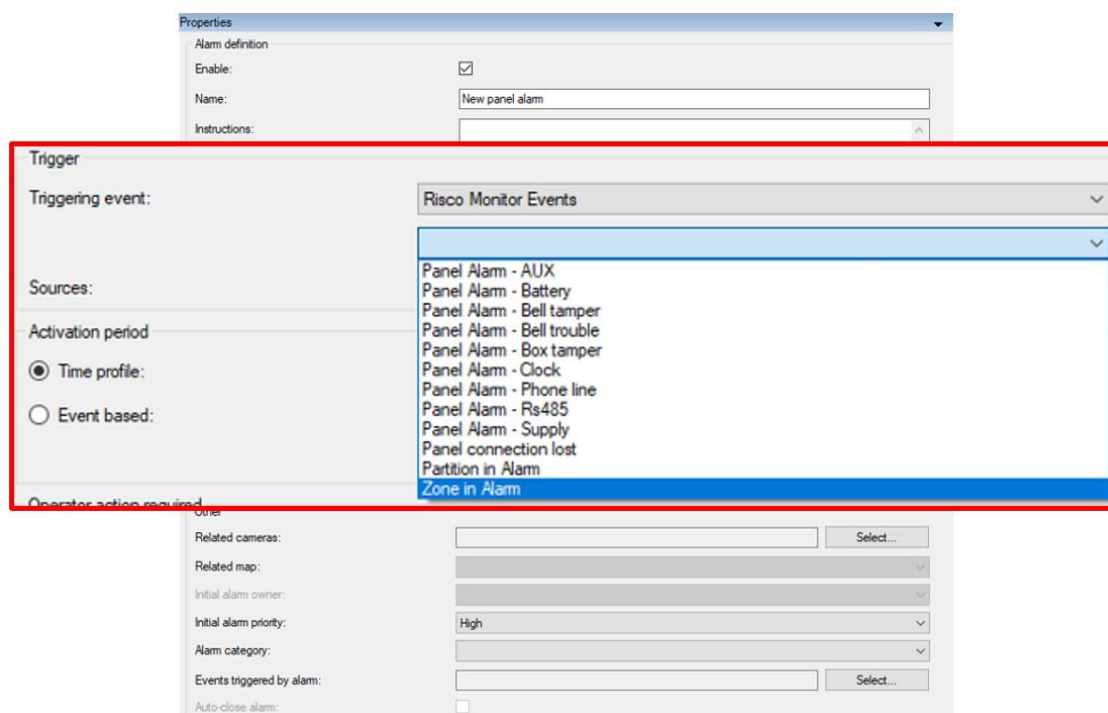 Properties
Alarm definition
Enable:
Name: New panel alarm
Instructions:
Trigger
Triggering event: Risco Monitor Events
Panel Alarm - AUX
Panel Alarm - Battery
Sources:
Panel Alarm - Bell tamper
Panel Alarm - Bell trouble
Activation period
Panel Alarm - Box tamper
Time profile:
Panel Alarm - Clock
Panel Alarm - Phone line
Event based:
Panel Alarm - Rs485
Panel Alarm - Supply
Panel connection lost
Partition in Alarm
Zone in Alarm
Operator action required
Other
Related cameras: Select...
Related map:
Initial alarm owner:
Initial alarm priority: High
Alarm category:
Events triggered by alarm: Select...
Auto-close alarm: